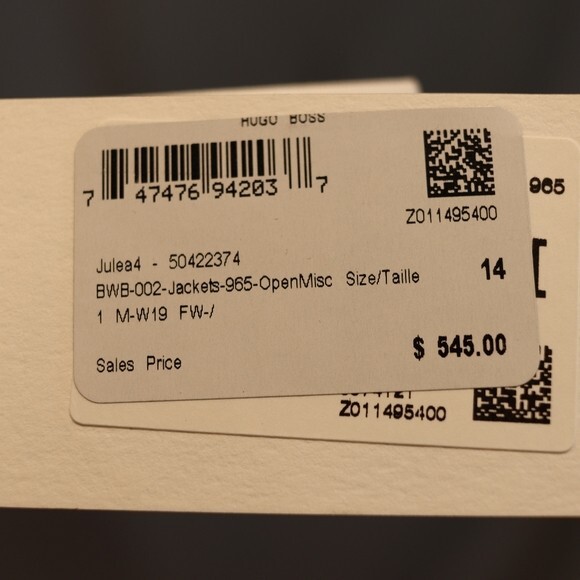 HUGO BOSS
7 47476 94203 7
Z011495400
965
Julea4 - 50422374
BWB-002-Jackets-965-OpenMisc Size/Taille 14
1 M-W19 FW-/
Sales Price $ 545.00
Z011495400